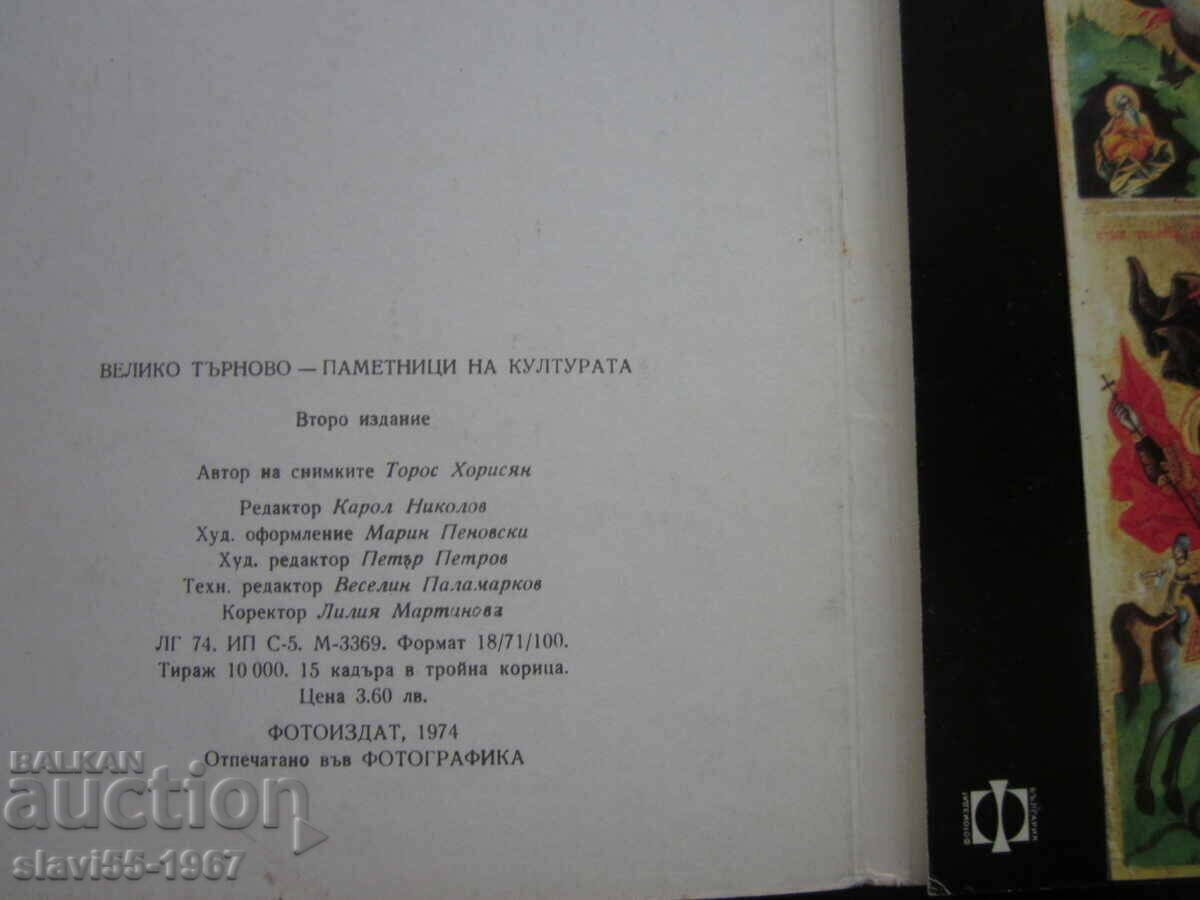 ВЕЛИКО ТЪРНОВО — ПАМЕТНИЦИ НА КУЛТУРАТА
Второ издание
Автор на снимките Торос Хорисян
Редактор Карол Николов
Худ. оформление Марин Пеновски
Худ. редактор Петър Петров
Техн. редактор Веселин Паламарков
Коректор Лилия Мартинова
ЛГ 74. ИП С-5. М-3369. Формат 18/71/100.
Тираж 10 000. 15 кадъра в тройна корица.
Цена 3.60 лв.
ФОТОИЗДАТ, 1974
Отпечатано във ФОТОГРАФИКА
BALKAN
auction
slavi55-1967
ФОТОИЗДАТ
БЪЛГАРИЯ